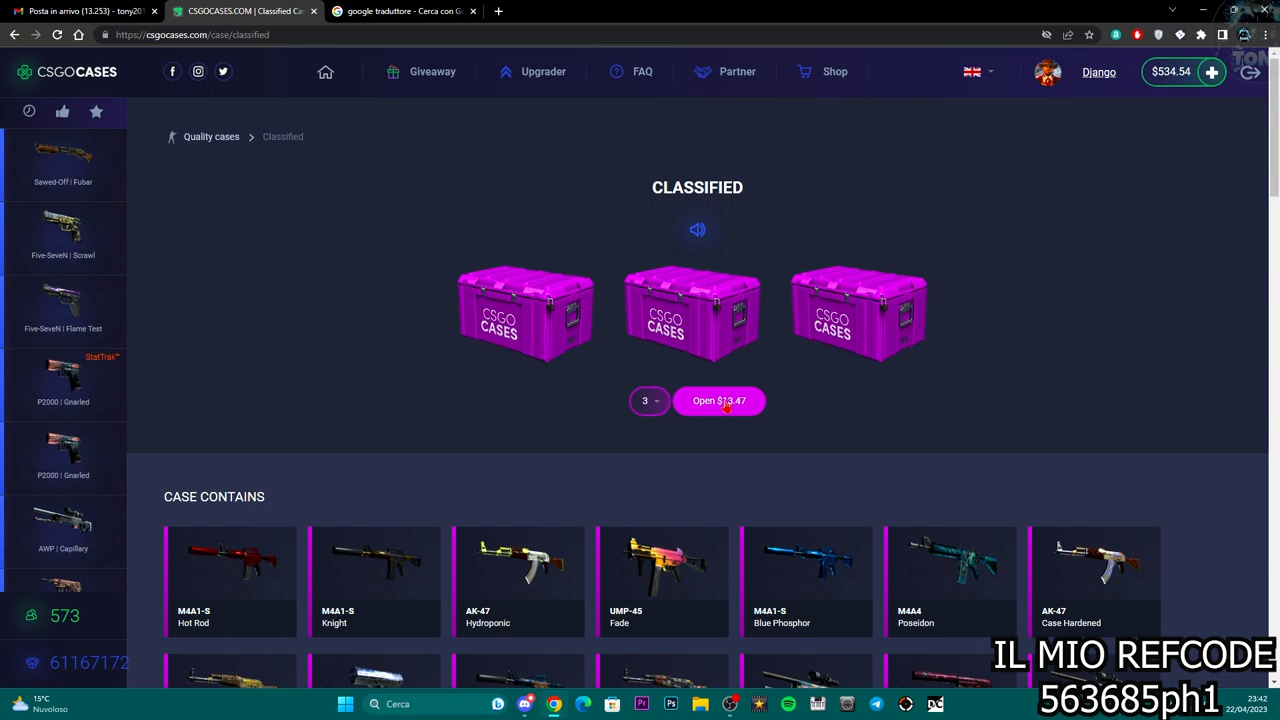 Posta in arrivo (13.253) - tony201
CSGOCASES.COM | Classified Cas
google traduttore - Cerca con Go
https://csgocases.com/case/classified
CSGOCASES
Giveaway
Upgrader
FAQ
Partner
Shop
Django
$534.54
Quality cases > Classified
CLASSIFIED
CSGO CASES
CSGO CASES
CSGO CASES
3
Open $13.47
Sawed-Off | Fubar
Five-SeveN | Scrawl
Five-SeveN | Flame Test
StatTrak™
P2000 | Gnarled
P2000 | Gnarled
AWP | Capillary
573
61167172
CASE CONTAINS
M4A1-S
Hot Rod
M4A1-S
Knight
AK-47
Hydroponic
UMP-45
Fade
M4A1-S
Blue Phosphor
M4A4
Poseidon
AK-47
Case Hardened
IL MIO REFCODE
563685ph1
15°C
Nuvoloso
Cerca
23:42
22/04/2023